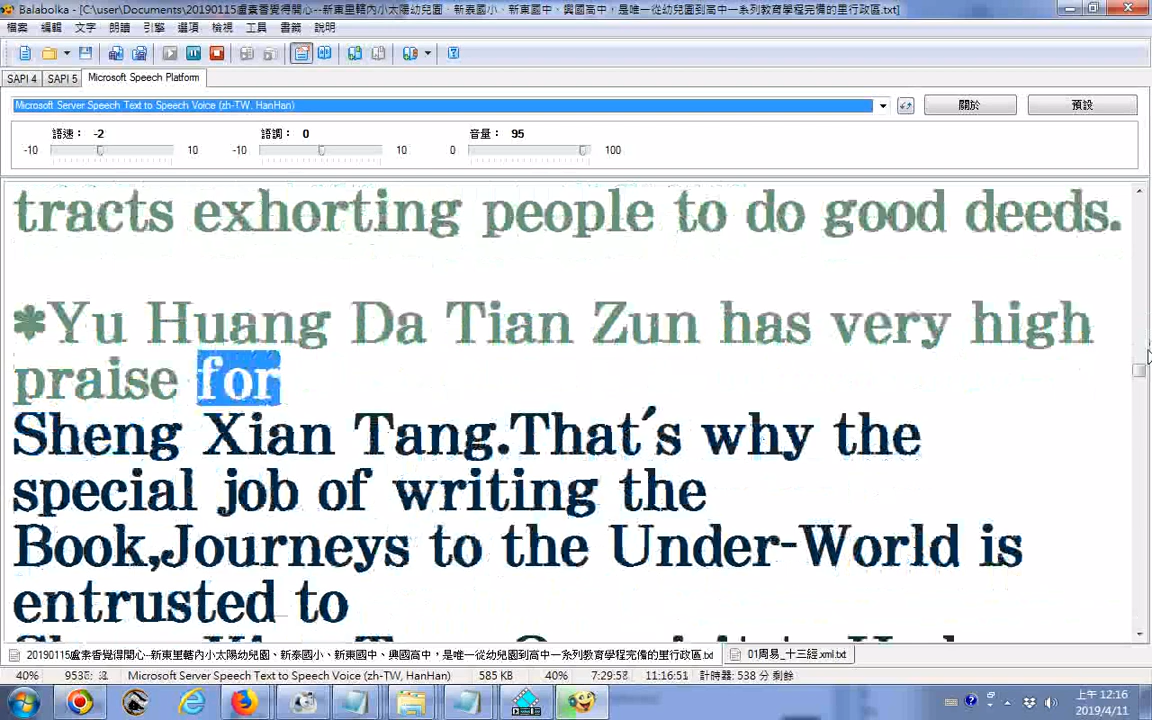 Balabolka - [C:\user\Documents\20190115盧素香覺得開心--新東里轄內小太陽幼兒園、新泰國小、新東國中、興國高中，是唯一從幼兒園到高中一系列教育學程完備的里行政區.txt]
檔案 編輯 文字 朗讀 引擎 選項 檢視 工具 書籤 說明
SAPI 4 SAPI 5 Microsoft Speech Platform
Microsoft Server Speech Text to Speech Voice (zh-TW, HanHan) 關於 預設
語速： -2 語調： 0 音量： 95
-10 10 -10 10 0 100
tracts exhorting people to do good deeds.
*Yu Huang Da Tian Zun has very high
praise for
Sheng Xian Tang.That's why the
special job of writing the
Book,Journeys to the Under-World is
entrusted to
20190115盧素香覺得開心--新東里轄內小太陽幼兒園、新泰國小、新東國中、興國高中，是唯一從幼兒園到高中一系列教育學程完備的里行政區.txt 01周易_十三經.xml.txt
40% Microsoft Server Speech Text to Speech Voice (zh-TW, HanHan) 585 KB 40% 7:29:58 11:16:51 計時器: 538 分 剩餘
上午 12:16
2019/4/11